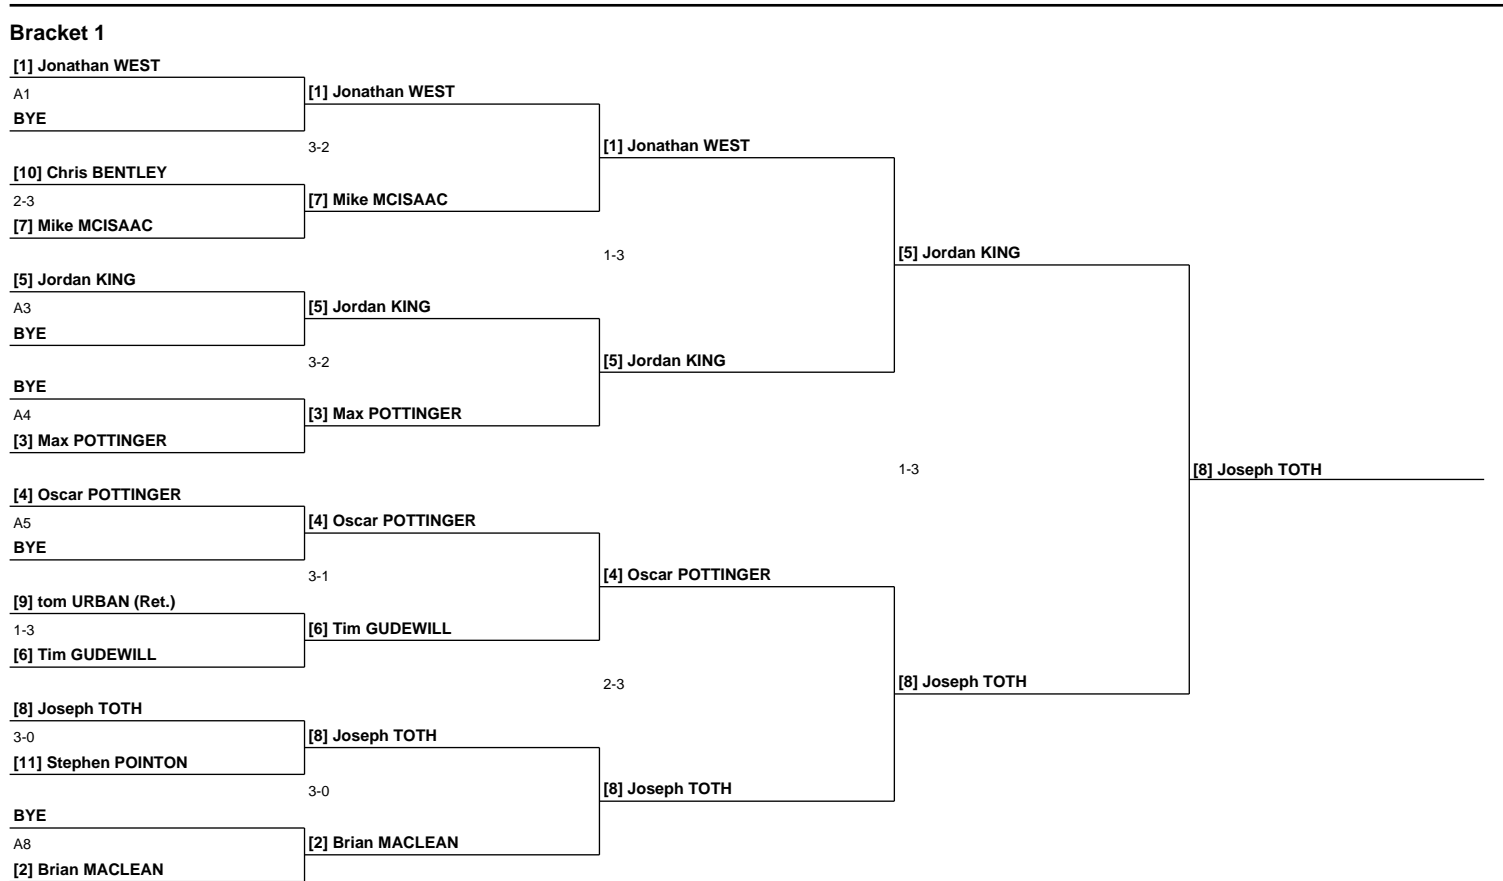 Bracket 1
[1] Jonathan WEST
A1
BYE
[10] Chris BENTLEY
2-3
[7] Mike MCISAAC
[5] Jordan KING
A3
BYE
BYE
A4
[3] Max POTTINGER
[4] Oscar POTTINGER
A5
BYE
[9] tom URBAN (Ret.)
1-3
[6] Tim GUDEWILL
[8] Joseph TOTH
3-0
[11] Stephen POINTON
BYE
A8
[2] Brian MACLEAN
[1] Jonathan WEST
3-2
[7] Mike MCISAAC
[5] Jordan KING
3-2
[3] Max POTTINGER
[4] Oscar POTTINGER
3-1
[6] Tim GUDEWILL
[8] Joseph TOTH
3-0
[2] Brian MACLEAN
[1] Jonathan WEST
1-3
[5] Jordan KING
[4] Oscar POTTINGER
2-3
[8] Joseph TOTH
[5] Jordan KING
1-3
[8] Joseph TOTH
[8] Joseph TOTH